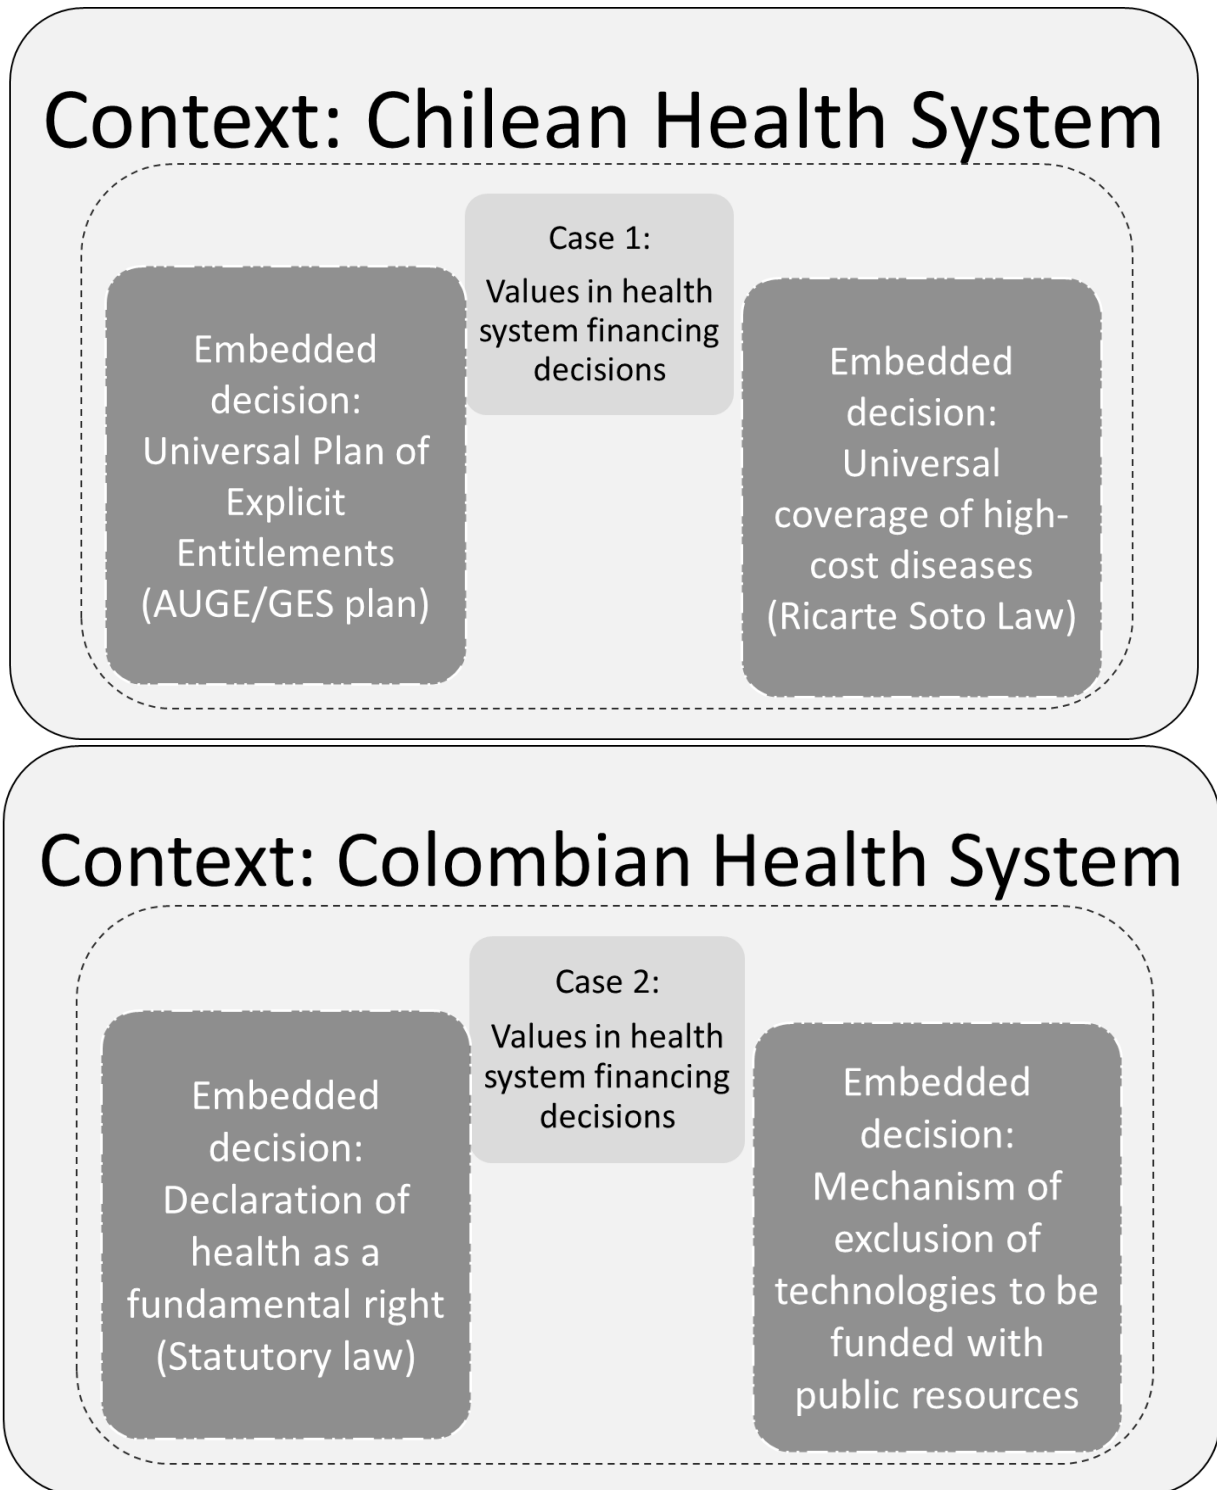 Context: Chilean Health System
Case 1:
Values in health
system financing
decisions
Embedded
decision:
Universal Plan of
Explicit
Entitlements
(AUGE/GES plan)
Embedded
decision:
Universal
coverage of high-
cost diseases
(Ricarte Soto Law)
Context: Colombian Health System
Case 2:
Values in health
system financing
decisions
Embedded
decision:
Declaration of
health as a
fundamental right
(Statutory law)
Embedded
decision:
Mechanism of
exclusion of
technologies to be
funded with
public resources